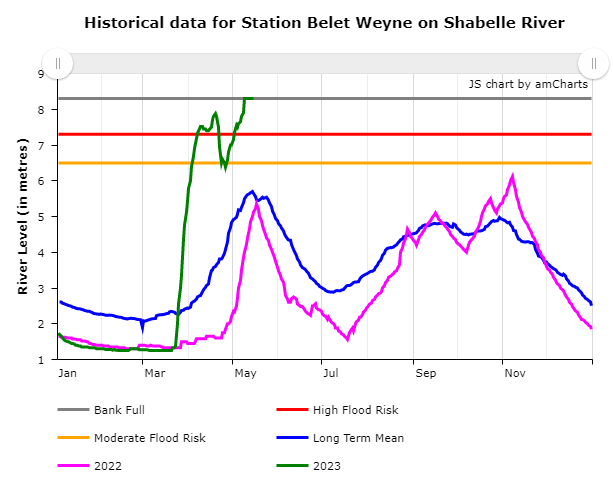 Historical data for Station Belet Weyne on Shabelle River
JS chart by amCharts
River Level (in metres)
9
8
7
6
5
4
3
2
1
Jan Mar May Jul Sep Nov
Bank Full High Flood Risk
Moderate Flood Risk Long Term Mean
2022 2023